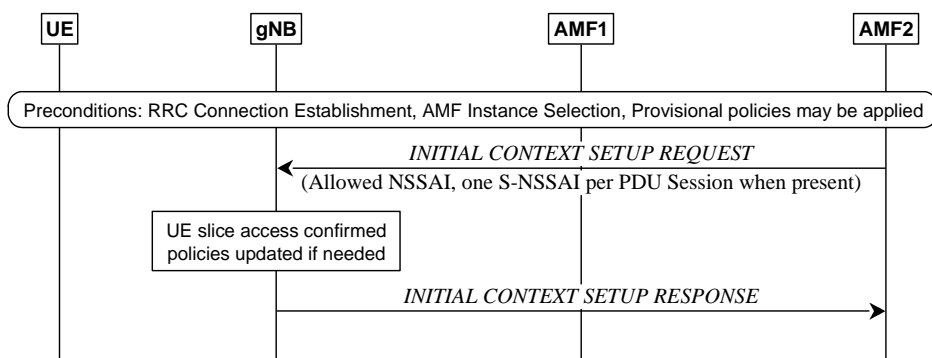 UE gNB AMF1 AMF2
Preconditions: RRC Connection Establishment, AMF Instance Selection, Provisional policies may be applied
INITIAL CONTEXT SETUP REQUEST
(Allowed NSSAI, one S-NSSAI per PDU Session when present)
UE slice access confirmed
policies updated if needed
INITIAL CONTEXT SETUP RESPONSE